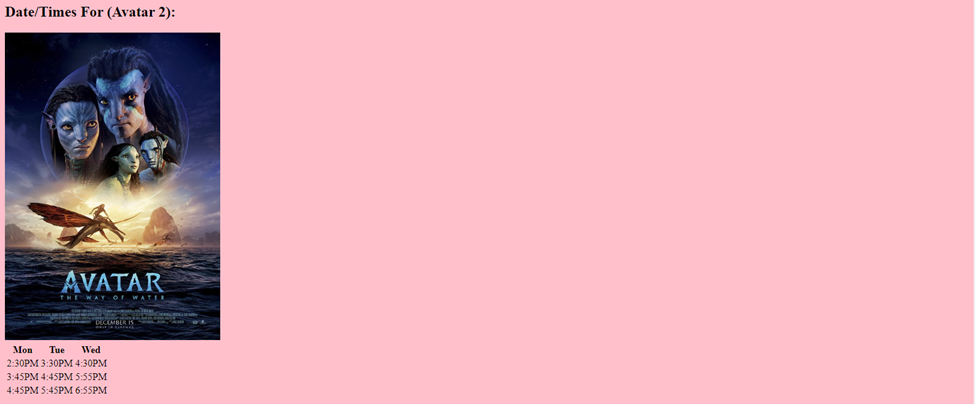 Date/Times For (Avatar 2):
AVATAR
THE WAY OF WATER
DECEMBER 15
Mon Tue Wed
2:30PM 3:30PM 4:30PM
3:45PM 4:45PM 5:55PM
4:45PM 5:45PM 6:55PM